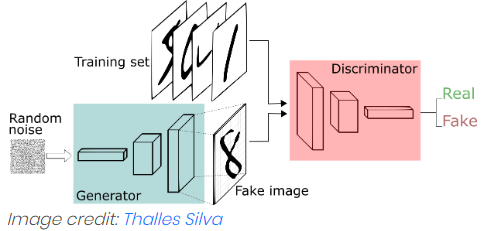 Training set
Discriminator
Real
Fake
Random
noise
Generator
Fake image
Image credit: Thalles Silva